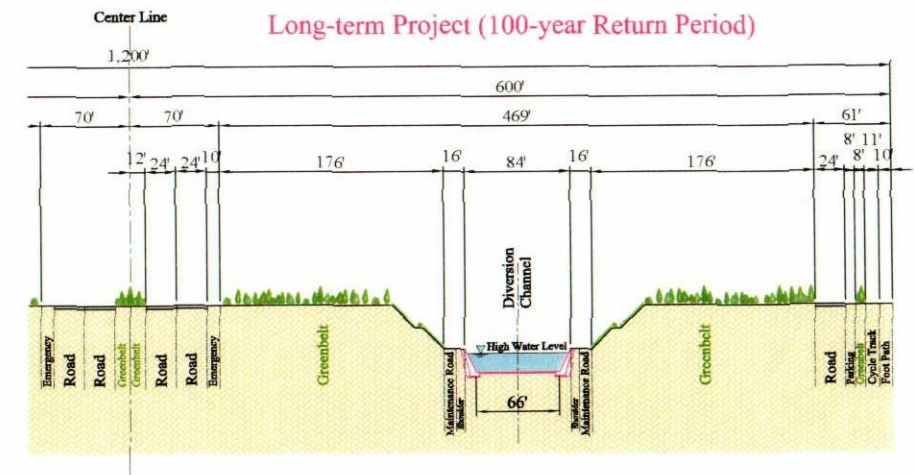 Center Line
Long-term Project (100-year Return Period)
1,200'
600'
70' 70' 469' 61'
8' 11'
12' 24' 24' 10' 176' 16' 84' 16' 176' 24' 8' 10'
Diversion
Channel
High Water Level
Emergency
Road
Road
Greenbelt
Greenbelt
Road
Road
Emergency
Greenbelt
Maintenance Road
Shoulder
66'
Shoulder
Maintenance Road
Greenbelt
Road
Parking
Greenbelt
Cycle Track
Foot Path